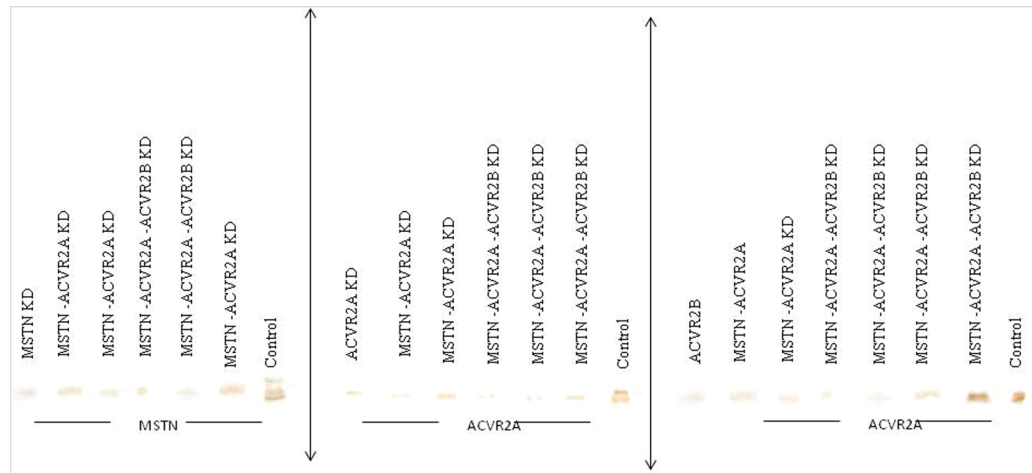 MSTN KD
MSTN -ACVR2A KD
MSTN -ACVR2A KD
MSTN -ACVR2A -ACVR2B KD
MSTN -ACVR2A -ACVR2B KD
MSTN -ACVR2A KD
Control
MSTN
ACVR2A KD
MSTN -ACVR2A KD
MSTN -ACVR2A KD
MSTN -ACVR2A -ACVR2B KD
MSTN -ACVR2A -ACVR2B KD
MSTN -ACVR2A -ACVR2B KD
Control
ACVR2A
ACVR2B
MSTN -ACVR2A
MSTN -ACVR2A KD
MSTN -ACVR2A -ACVR2B KD
MSTN -ACVR2A -ACVR2B KD
MSTN -ACVR2A -ACVR2B KD
MSTN -ACVR2A -ACVR2B KD
Control
ACVR2A